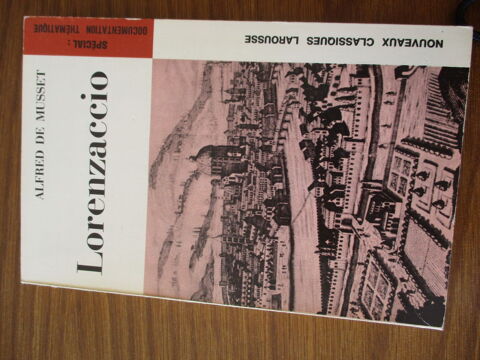 NOUVEAUX CLASSIQUES LAROUSSE
SPÉCIAL :
DOCUMENTATION THÉMATIQUE
ALFRED DE MUSSET
Lorenzaccio